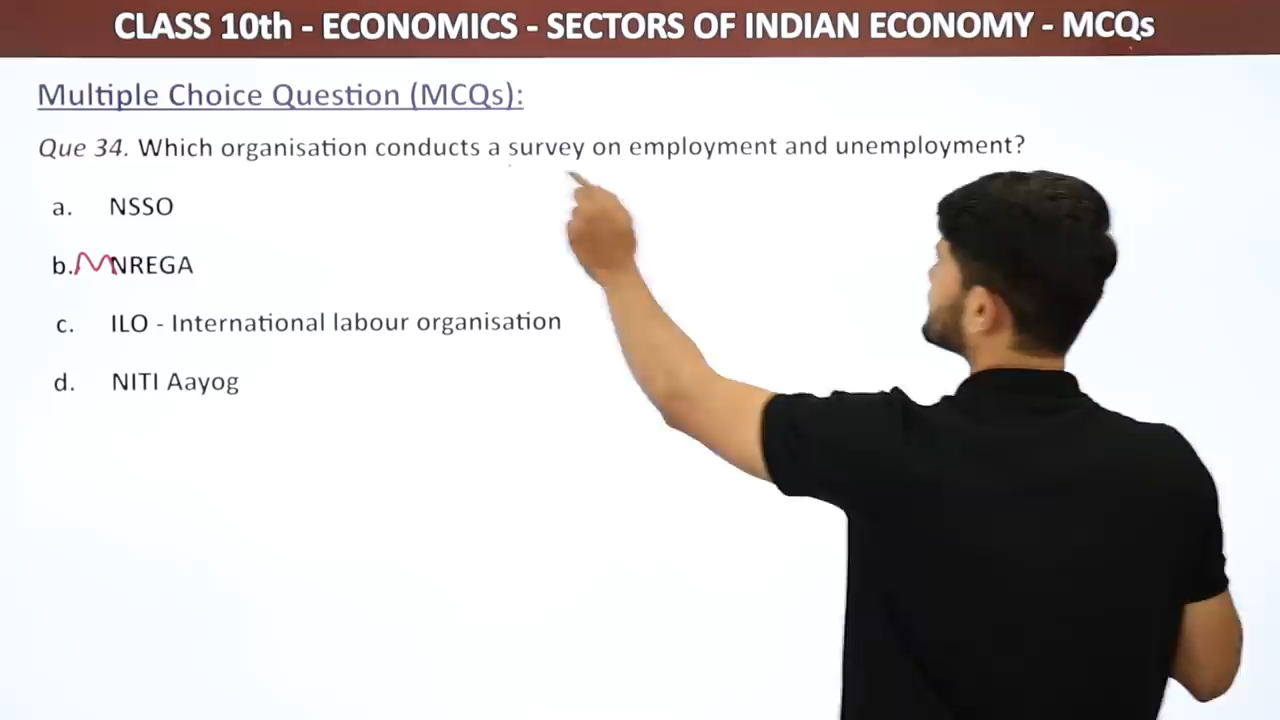 CLASS 10th - ECONOMICS - SECTORS OF INDIAN ECONOMY - MCQs
Multiple Choice Question (MCQs):
Que 34. Which organisation conducts a survey on employment and unemployment?
a. NSSO
b. MNREGA
c. ILO - International labour organisation
d. NITI Aayog